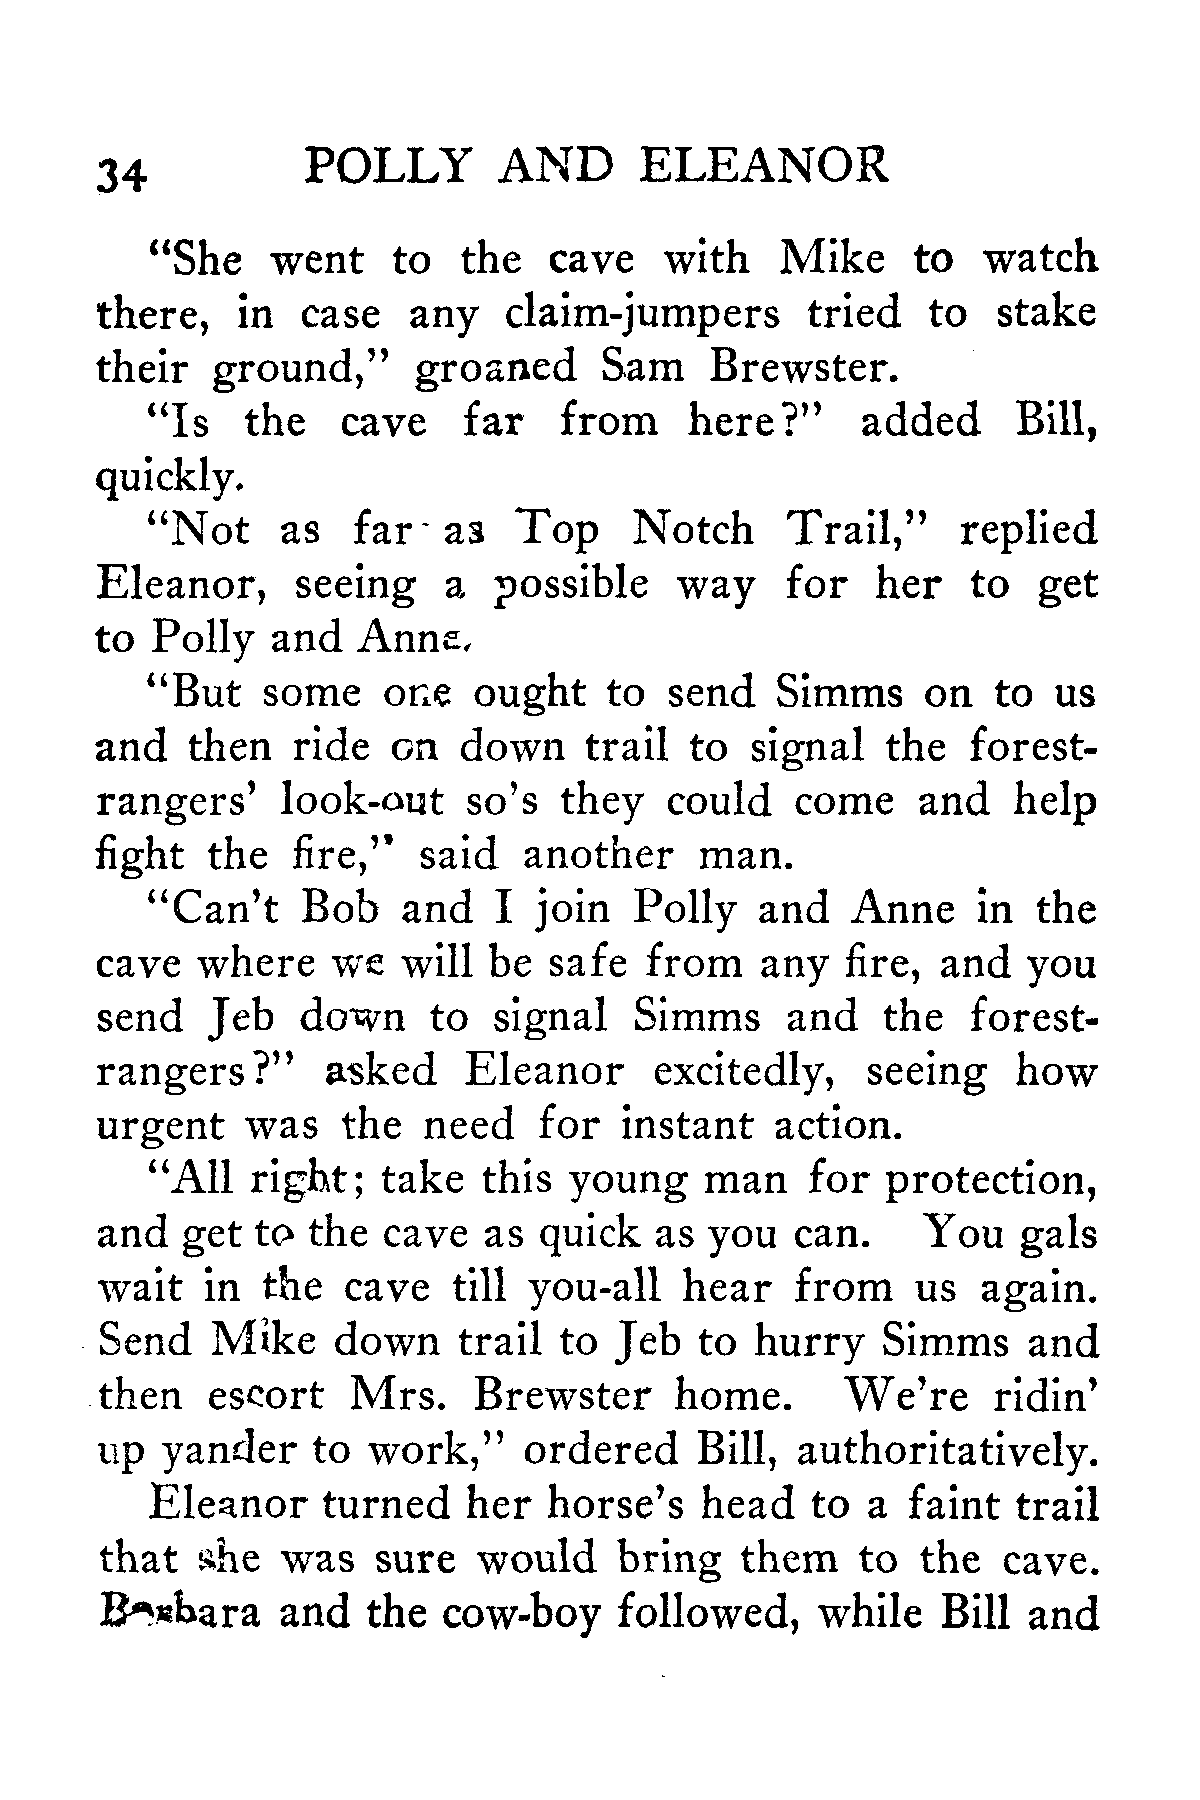 34 POLLY AND ELEANOR
“She went to the cave with Mike to watch
there, in case any claim-jumpers tried to stake
their ground,” groaned Sam Brewster.
“Is the cave far from here?” added Bill,
quickly.
“Not as far as Top Notch Trail,” replied
Eleanor, seeing a possible way for her to get
to Polly and Anne.
“But some one ought to send Simms on to us
and then ride on down trail to signal the forest-
rangers’ look-out so’s they could come and help
fight the fire,” said another man.
“Can’t Bob and I join Polly and Anne in the
cave where we will be safe from any fire, and you
send Jeb down to signal Simms and the forest-
rangers?” asked Eleanor excitedly, seeing how
urgent was the need for instant action.
“All right; take this young man for protection,
and get to the cave as quick as you can. You gals
wait in the cave till you-all hear from us again.
Send Mike down trail to Jeb to hurry Simms and
then escort Mrs. Brewster home. We’re ridin’
up yander to work,” ordered Bill, authoritatively.
Eleanor turned her horse’s head to a faint trail
that she was sure would bring them to the cave.
Barbara and the cow-boy followed, while Bill and